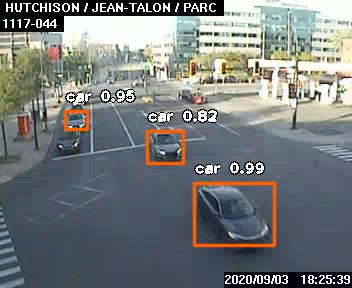 HUTCHISON / JEAN-TALON / PARC
1117-044
car 0.95
car 0.82
car 0.99
2020/09/03 18:25:39